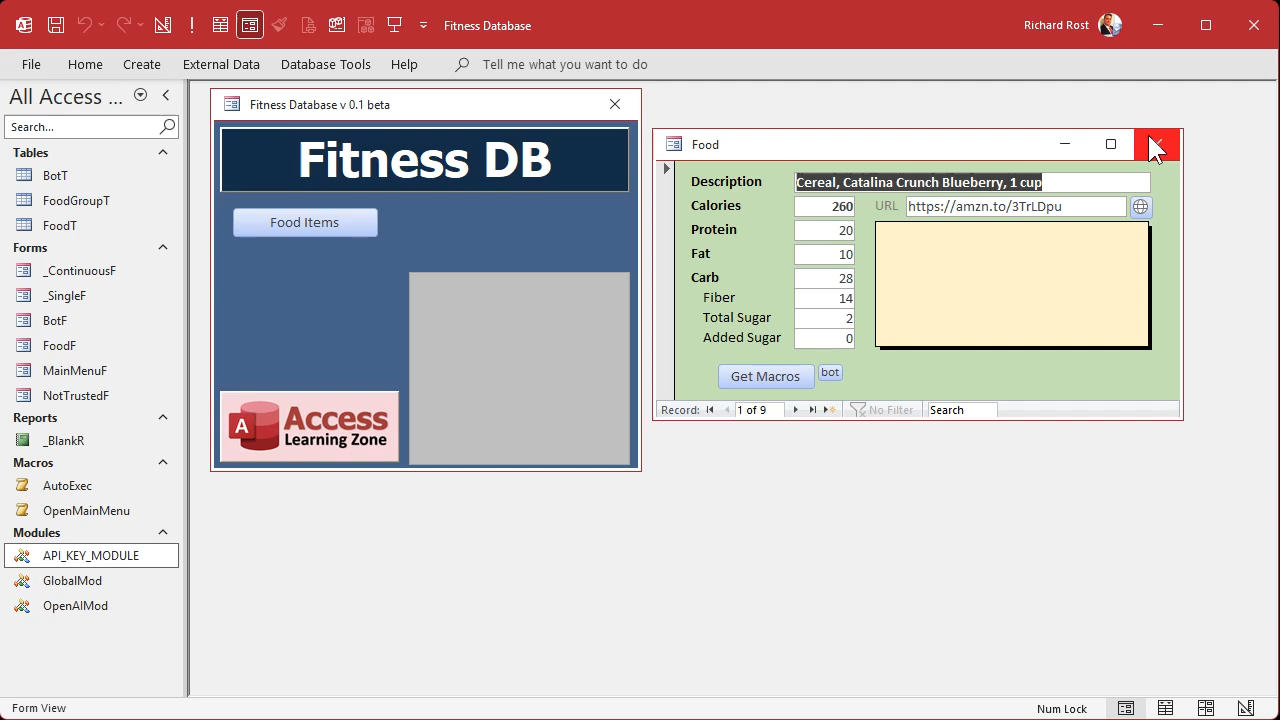 Fitness Database
Richard Rost
File Home Create External Data Database Tools Help Tell me what you want to do
All Access ...
Search...
Tables
BotT
FoodGroupT
FoodT
Forms
_ContinuousF
_SingleF
BotF
FoodF
MainMenuF
NotTrustedF
Reports
_BlankR
Macros
AutoExec
OpenMainMenu
Modules
API_KEY_MODULE
GlobalMod
OpenAIMod
Fitness Database v 0.1 beta
Fitness DB
Food Items
A Access
Learning Zone
Food
Description Cereal, Catalina Crunch Blueberry, 1 cup
Calories 260 URL https://amzn.to/3TrLDpu
Protein 20
Fat 10
Carb 28
Fiber 14
Total Sugar 2
Added Sugar 0
Get Macros bot
Record: 1 of 9 No Filter Search
Form View
Num Lock